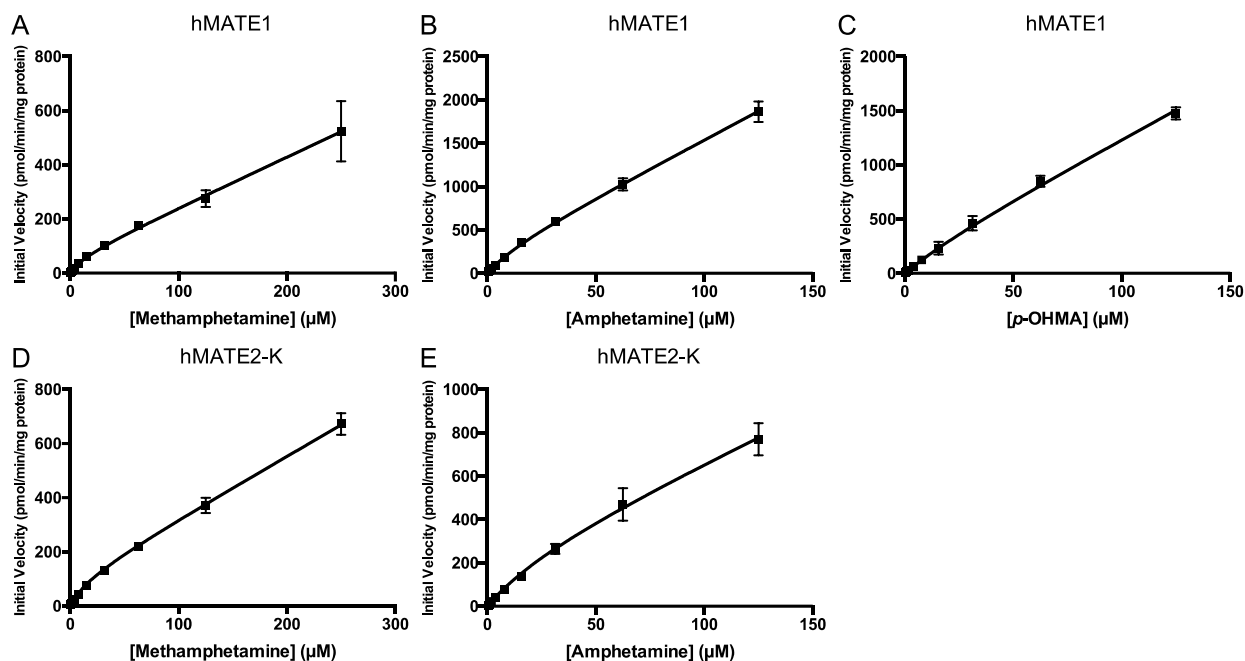 A
hMATE1
Initial Velocity (pmol/min/mg protein)
800
600
400
200
0
0
100
200
300
[Methamphetamine] (µM)
B
hMATE1
Initial Velocity (pmol/min/mg protein)
2500
2000
1500
1000
500
0
0
50
100
150
[Amphetamine] (µM)
C
hMATE1
Initial Velocity (pmol/min/mg protein)
2000
1500
1000
500
0
0
50
100
150
[p-OHMA] (µM)
D
hMATE2-K
Initial Velocity (pmol/min/mg protein)
800
600
400
200
0
0
100
200
300
[Methamphetamine] (µM)
E
hMATE2-K
Initial Velocity (pmol/min/mg protein)
1000
800
600
400
200
0
0
50
100
150
[Amphetamine] (µM)